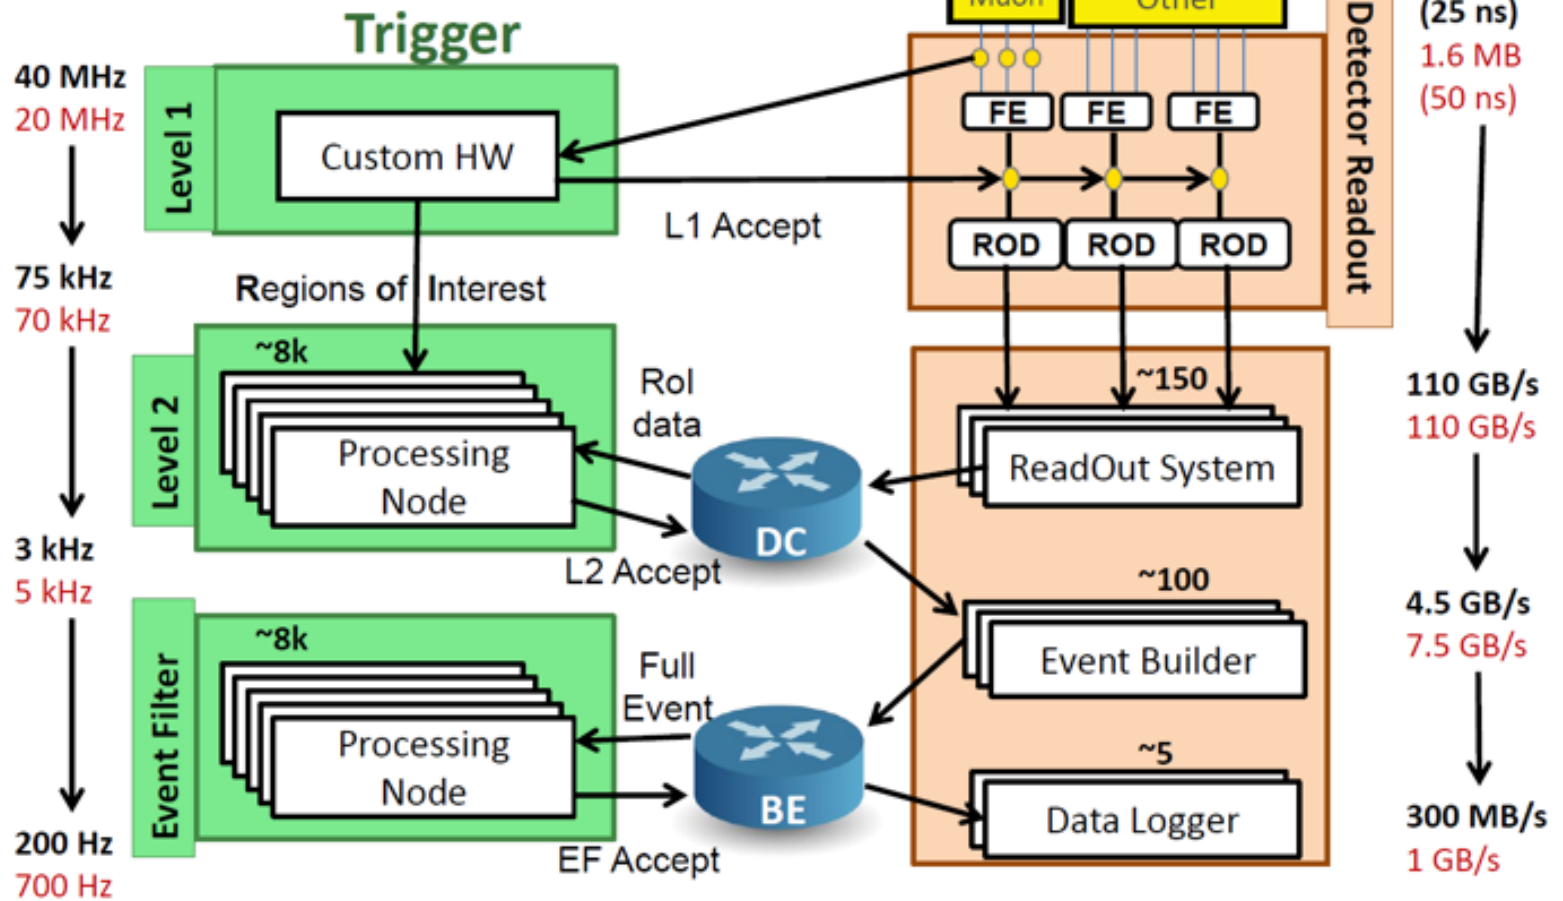 Muon
Other
Trigger
(25 ns)
1.6 MB
(50 ns)
40 MHz
20 MHz
Level 1
Custom HW
FE
FE
FE
Detector Readout
L1 Accept
ROD
ROD
ROD
75 kHz
70 kHz
Regions of Interest
~8k
Level 2
Processing
Node
RoI
data
DC
~150
ReadOut System
110 GB/s
110 GB/s
L2 Accept
3 kHz
5 kHz
~100
Event Builder
4.5 GB/s
7.5 GB/s
~8k
Event Filter
Processing
Node
Full
Event
BE
~5
Data Logger
EF Accept
200 Hz
700 Hz
300 MB/s
1 GB/s